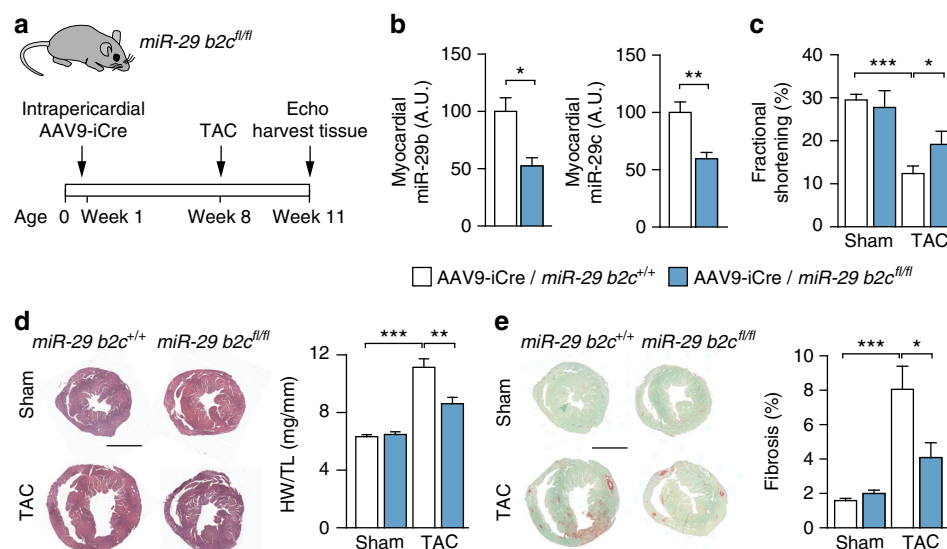 a
miR-29 b2c^fl/fl
Intrapericardial
AAV9-iCre
TAC
Echo
harvest tissue
Age 0 Week 1 Week 8 Week 11
b
Myocardial
miR-29b (A.U.)
150
100
50
0
*
Myocardial
miR-29c (A.U.)
150
100
50
0
**
c
Fractional
shortening (%)
40
30
20
10
0
*** *
Sham TAC
AAV9-iCre / miR-29 b2c^+/+ AAV9-iCre / miR-29 b2c^fl/fl
d
miR-29 b2c^+/+ miR-29 b2c^fl/fl
Sham
TAC
HW/TL (mg/mm)
12
8
4
0
*** **
Sham TAC
e
miR-29 b2c^+/+ miR-29 b2c^fl/fl
Sham
TAC
Fibrosis
(%)
10
8
6
4
2
0
*** *
Sham TAC